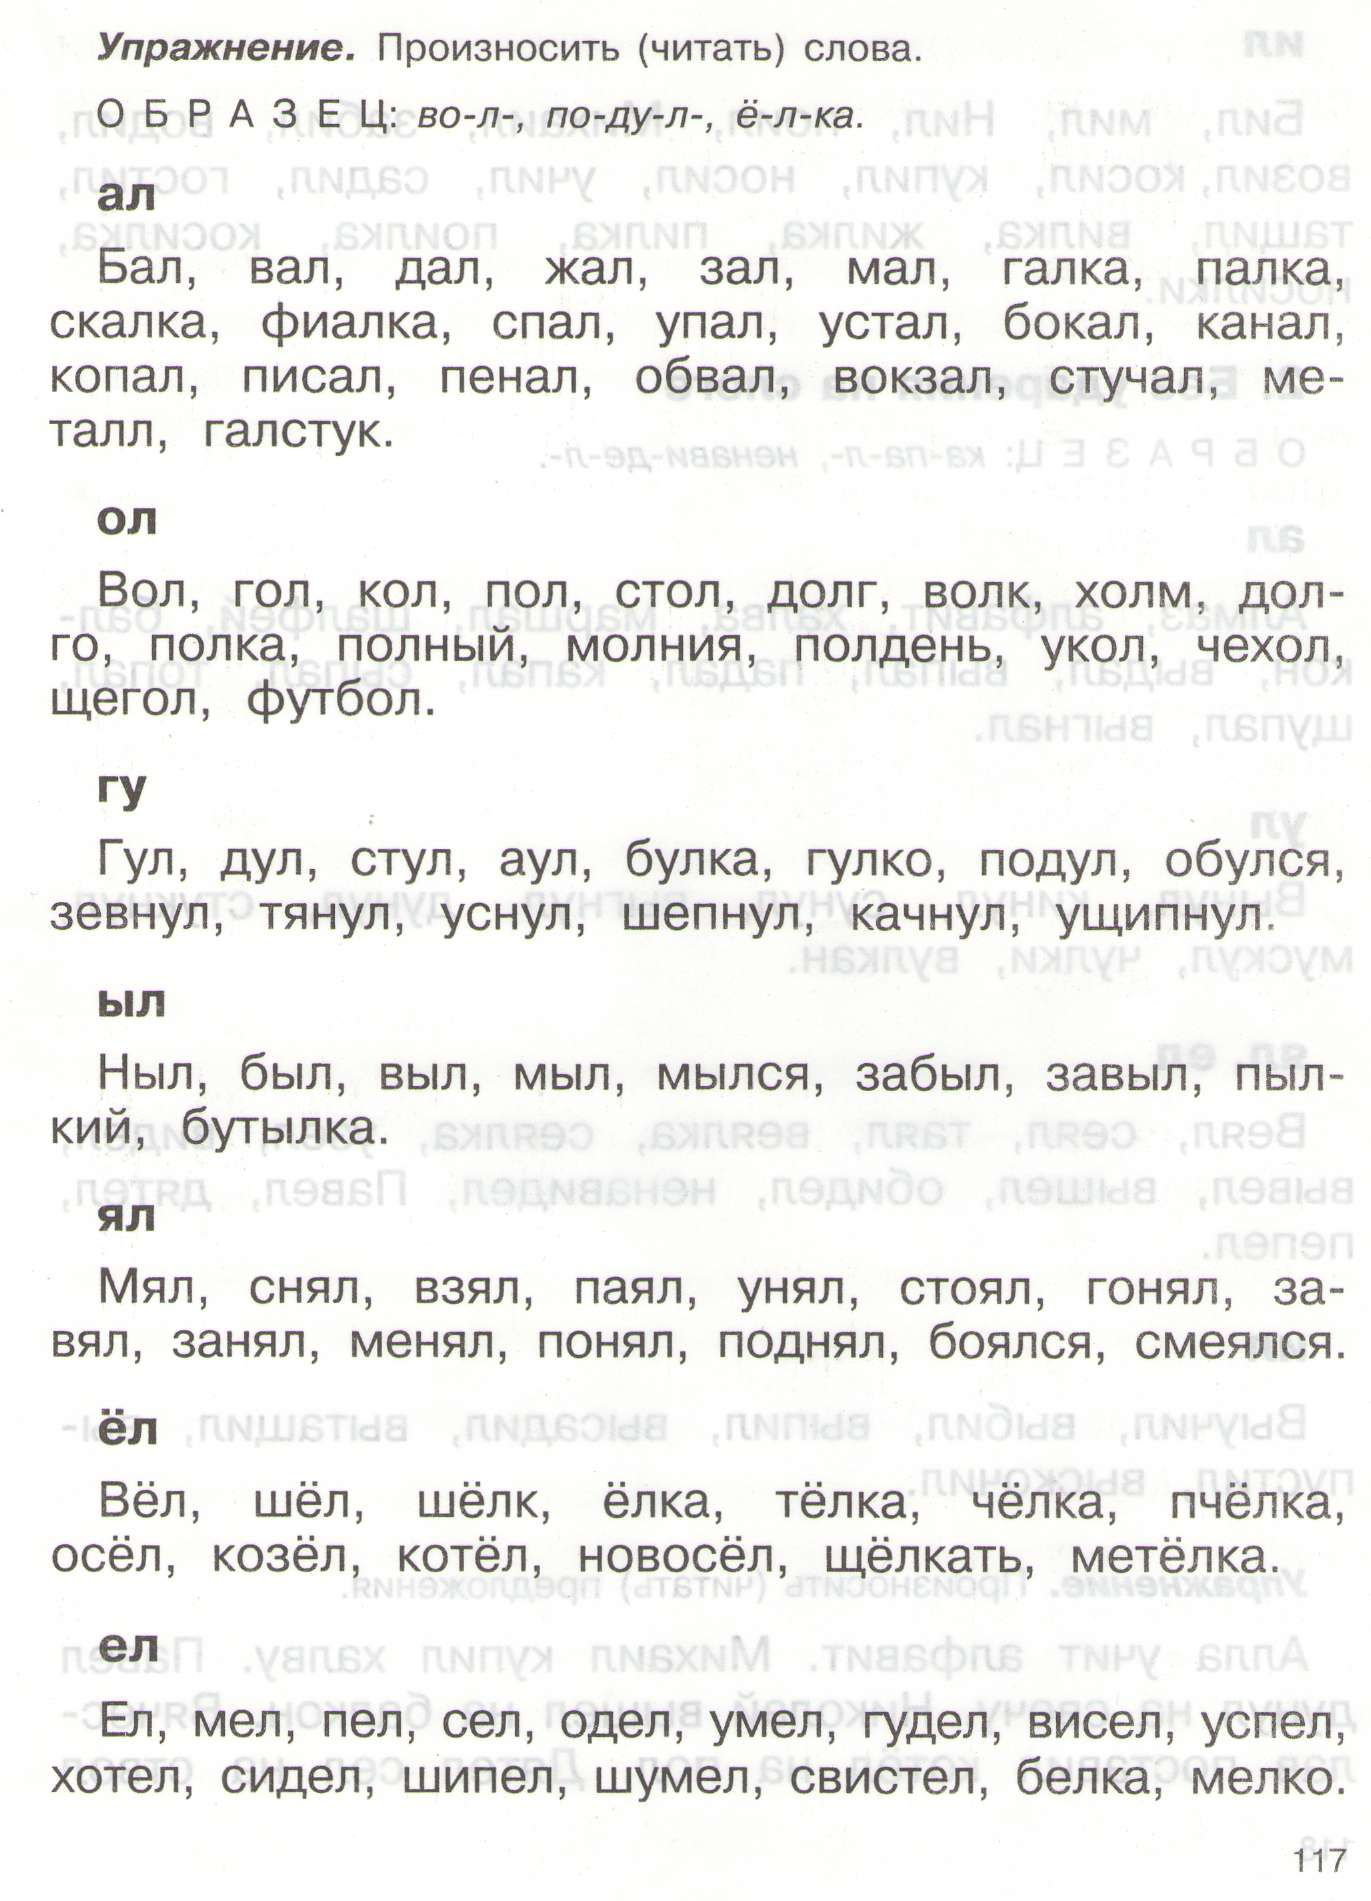 Упражнение. Произносить (читать) слова.
О Б Р А З Е Ц: во-л-, по-ду-л-, ё-л-ка.
ал
Бал, вал, дал, жал, зал, мал, галка, палка,
скалка, фиалка, спал, упал, устал, бокал, канал,
копал, писал, пенал, обвал, вокзал, стучал, ме-
талл, галстук.
ол
Вол, гол, кол, пол, стол, долг, волк, холм, дол-
го, полка, полный, молния, полдень, укол, чехол,
щегол, футбол.
гу
Гул, дул, стул, аул, булка, гулко, подул, обулся,
зевнул, тянул, уснул, шепнул, качнул, ущипнул.
ыл
Ныл, был, выл, мыл, мылся, забыл, завыл, пыл-
кий, бутылка.
ял
Мял, снял, взял, паял, унял, стоял, гонял, за-
вял, занял, менял, понял, поднял, боялся, смеялся.
ёл
Вёл, шёл, шёлк, ёлка, тёлка, чёлка, пчёлка,
осёл, козёл, котёл, новосёл, щёлкать, метёлка.
ел
Ел, мел, пел, сел, одел, умел, гудел, висел, успел,
хотел, сидел, шипел, шумел, свистел, белка, мелко.
117